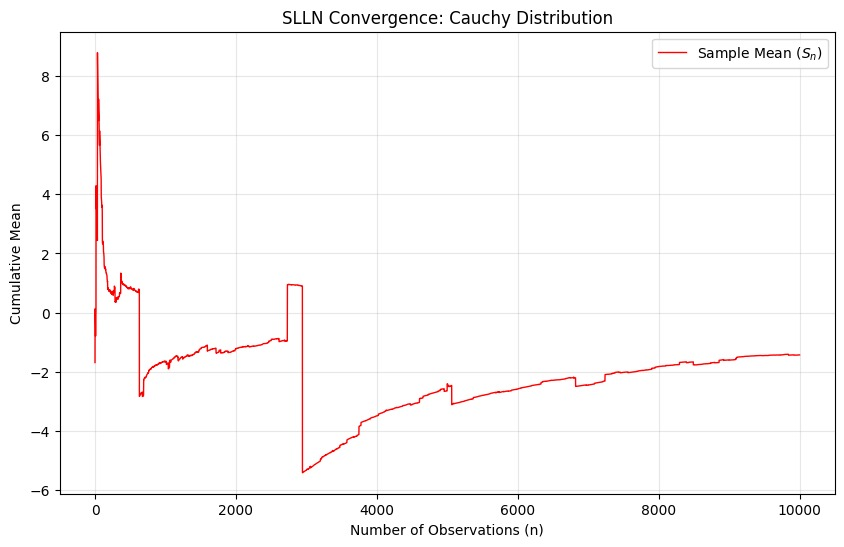 SLLN Convergence: Cauchy Distribution
Sample Mean ($S_n$)
Cumulative Mean
8
6
4
2
0
−2
−4
−6
0 2000 4000 6000 8000 10000
Number of Observations (n)